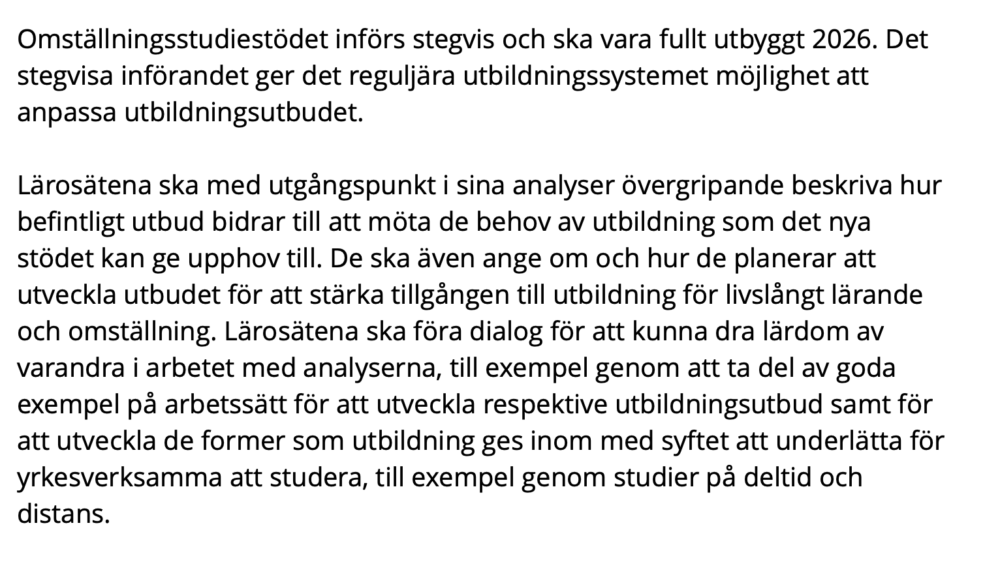 Omställningsstudiestödet införs stegvis och ska vara fullt utbyggt 2026. Det
stegvisa införandet ger det reguljära utbildningssystemet möjlighet att
anpassa utbildningsutbudet.
Lärosätena ska med utgångspunkt i sina analyser övergripande beskriva hur
befintligt utbud bidrar till att möta de behov av utbildning som det nya
stödet kan ge upphov till. De ska även ange om och hur de planerar att
utveckla utbudet för att stärka tillgången till utbildning för livslångt lärande
och omställning. Lärosätena ska föra dialog för att kunna dra lärdom av
varandra i arbetet med analyserna, till exempel genom att ta del av goda
exempel på arbetssätt för att utveckla respektive utbildningsutbud samt för
att utveckla de former som utbildning ges inom med syftet att underlätta för
yrkesverksamma att studera, till exempel genom studier på deltid och
distans.